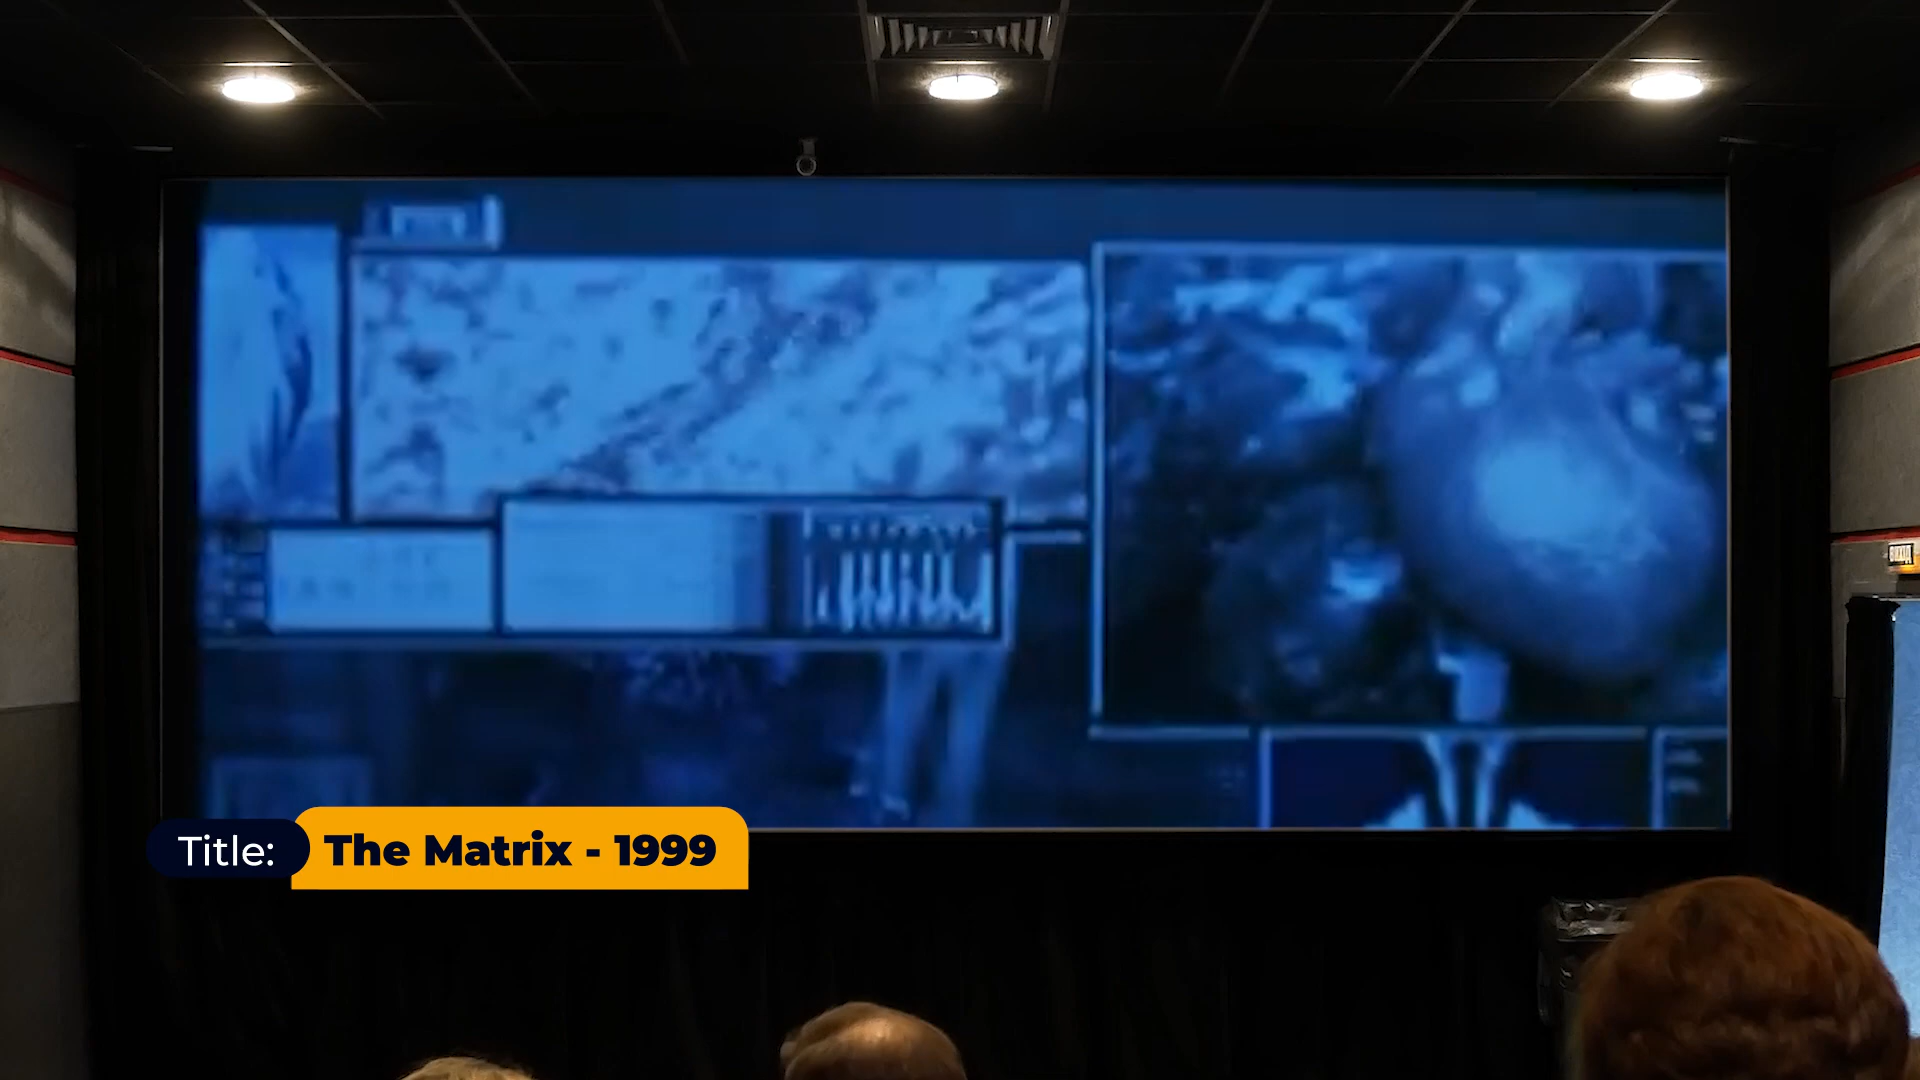 Title: The Matrix - 1999